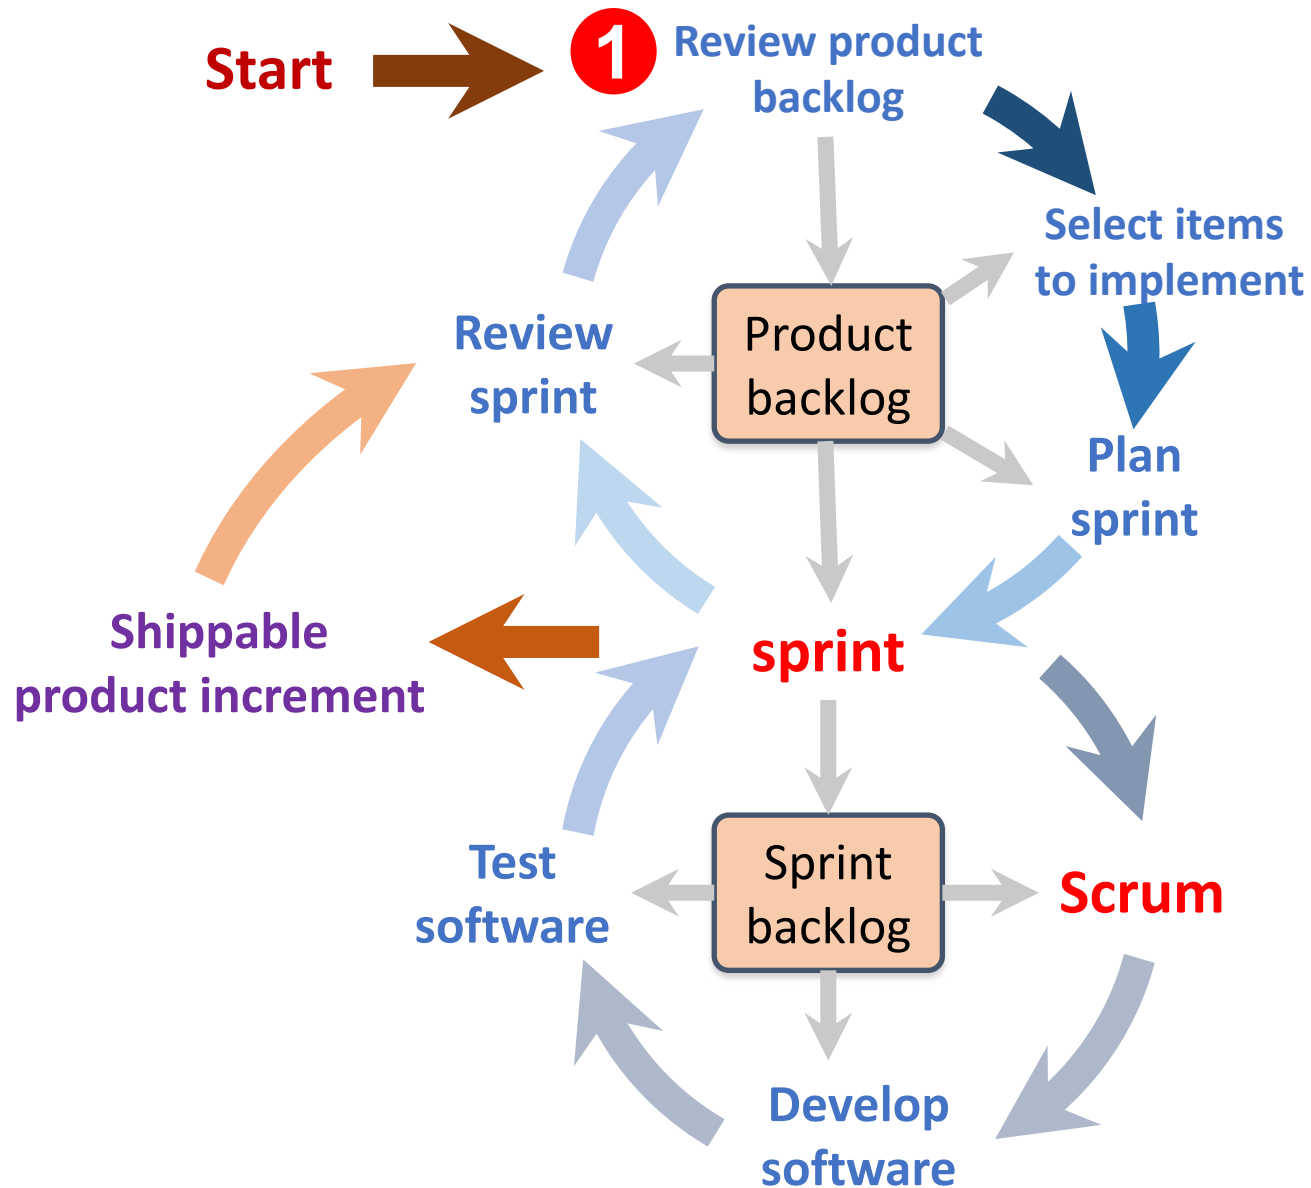 Start
1
Review product
backlog
Select items
to implement
Product
backlog
Review
sprint
Plan
sprint
sprint
Shippable
product increment
Sprint
backlog
Test
software
Scrum
Develop
software